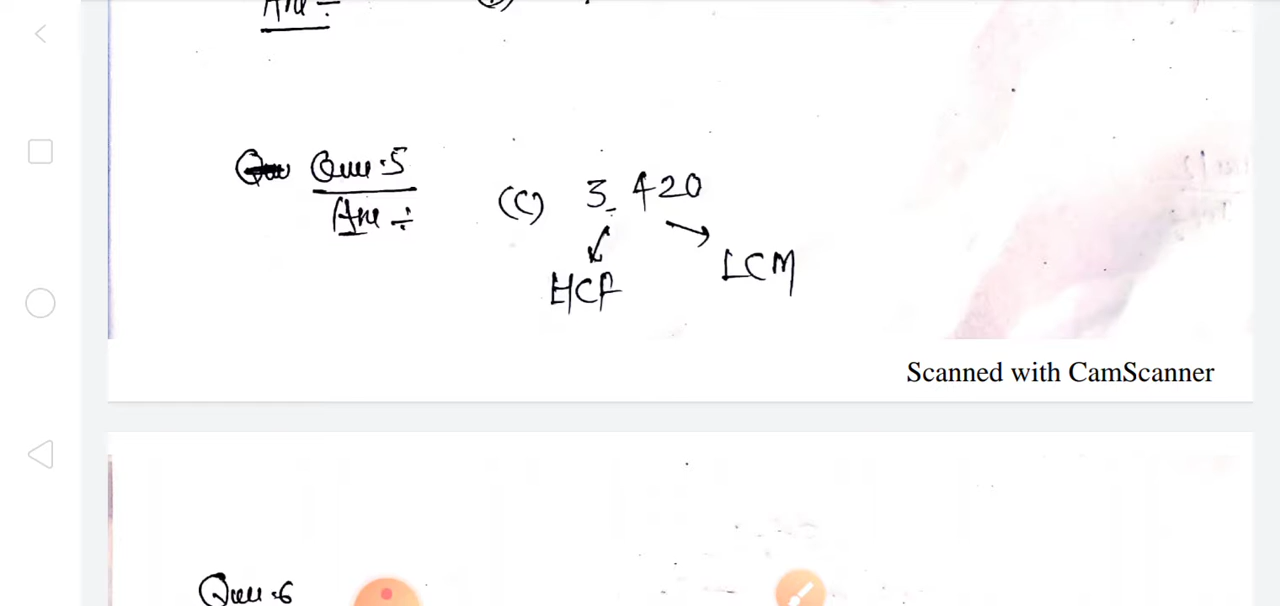 Ans ÷
Que.5
Ans ÷
(C) 3, 420
HCF
LCM
Scanned with CamScanner
Que.6